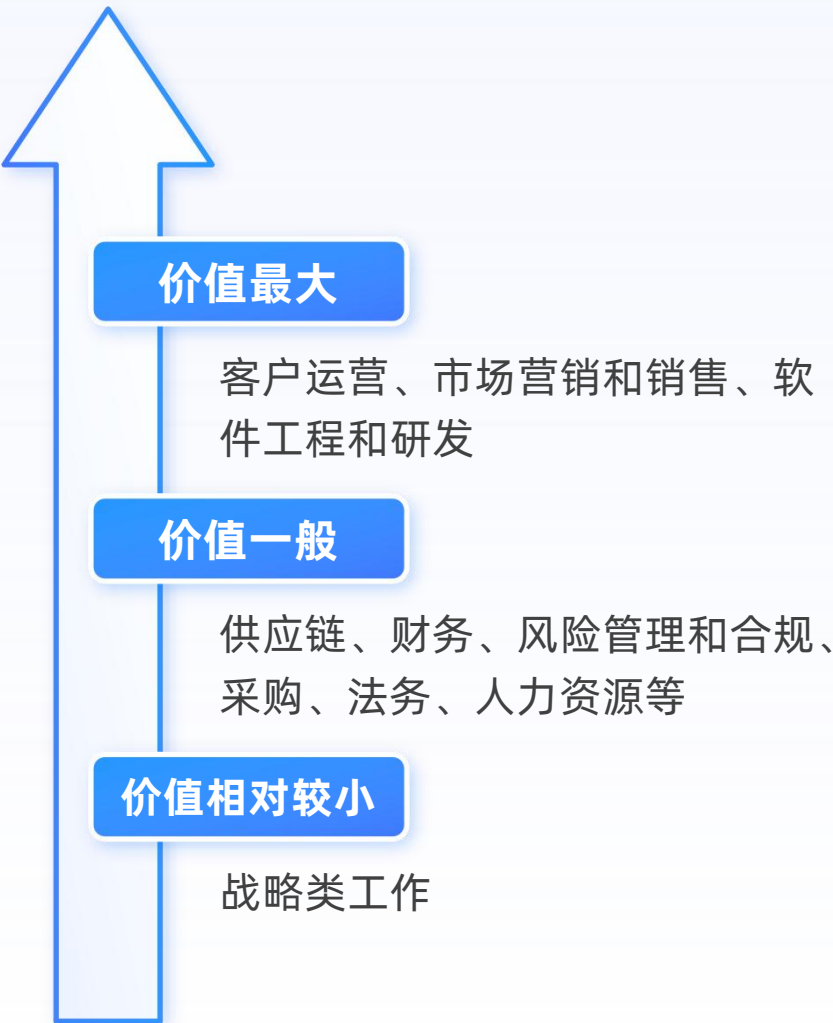 价值最大
客户运营、市场营销和销售、软
件工程和研发
价值一般
供应链、财务、风险管理和合规、
采购、法务、人力资源等
价值相对较小
战略类工作